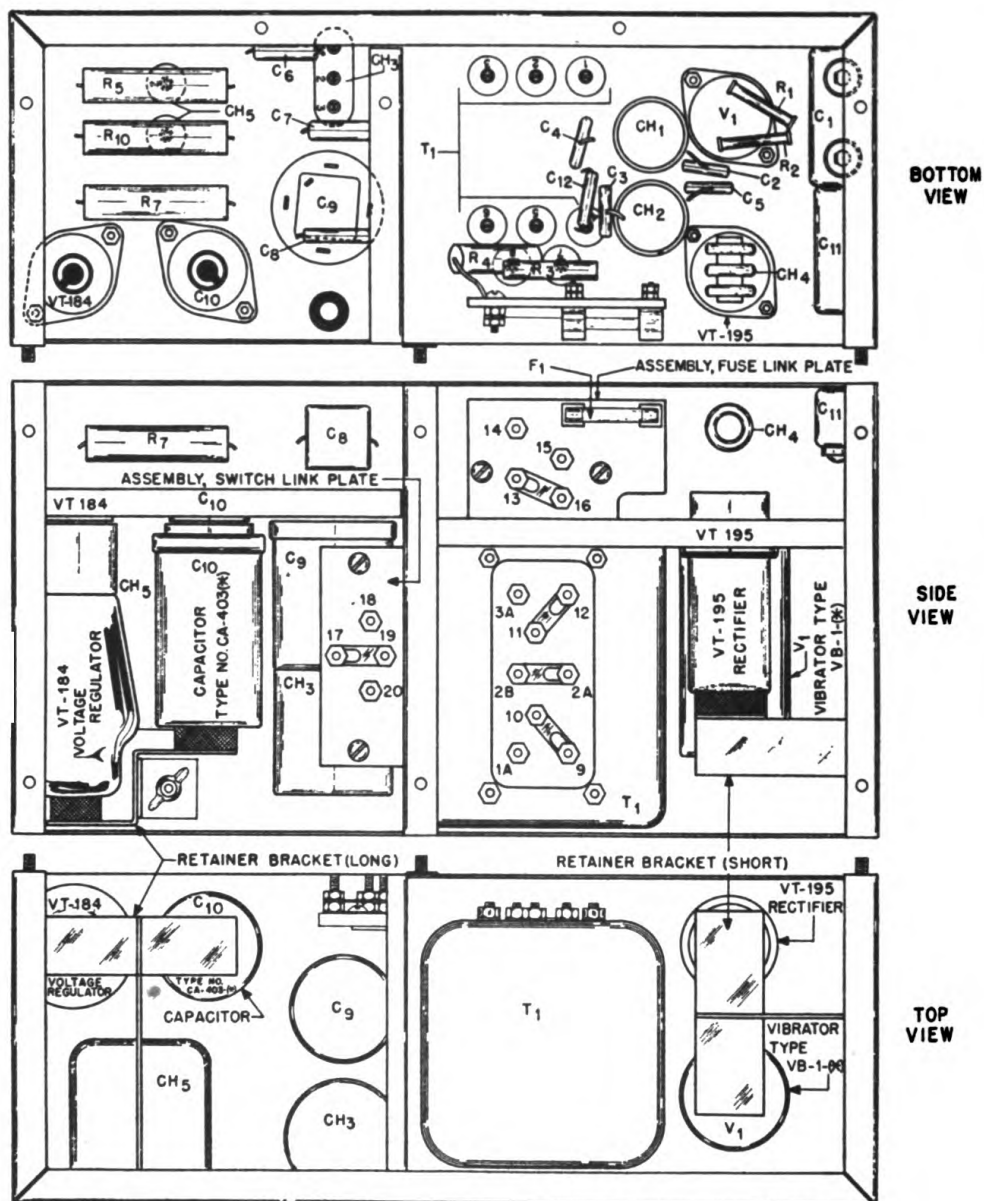 C6
CH3
R5
CH5
R10
C7
R7
C9
C8
VT-184
C10
3
2
1
T1
C4
C12
C3
6
5
R4
R3
CH1
CH2
V1
R1
R2
C2
C5
CH4
VT-195
C1
C11
BOTTOM
VIEW
F1
ASSEMBLY, FUSE LINK PLATE
R7
C8
ASSEMBLY, SWITCH LINK PLATE
14
15
13
16
CH4
C11
VT 184
C10
VT 195
CH5
C10
CAPACITOR
TYPE NO. CA-403(*)
C9
CH3
18
17
19
20
VT-184
VOLTAGE
REGULATOR
3A
12
11
2B
2A
10
1A
9
T1
VT-195
RECTIFIER
V1
VIBRATOR TYPE
VB-1-(*)
SIDE
VIEW
RETAINER BRACKET (LONG)
RETAINER BRACKET (SHORT)
VT-184
VOLTAGE
REGULATOR
C10
TYPE NO.
CA-403-(*)
CAPACITOR
CH5
C9
CH3
T1
VT-195
RECTIFIER
VIBRATOR
TYPE
VB-1-(*)
V1
TOP
VIEW